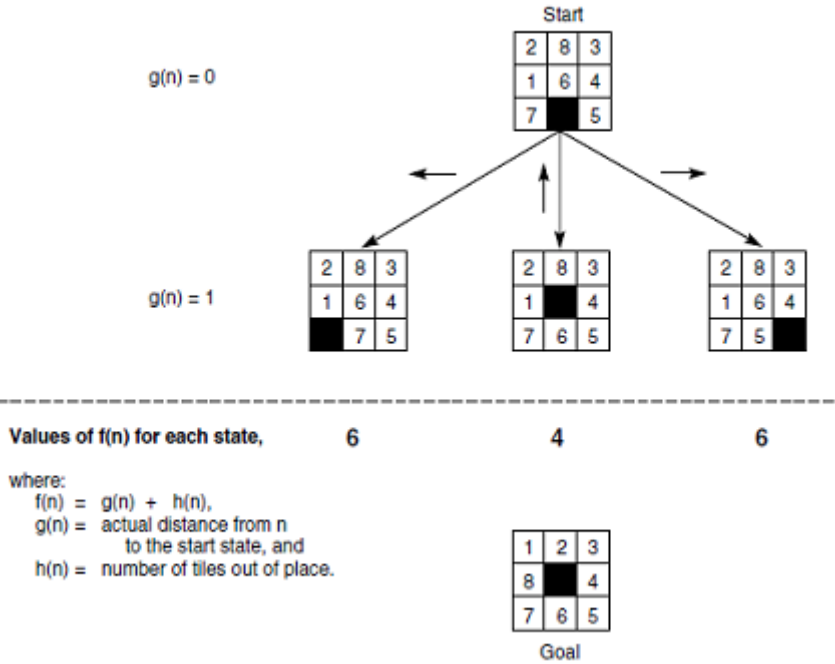 Start
2 8 3
g(n) = 0
1 6 4
7 5
2 8 3
2 8 3
2 8 3
g(n) = 1
1 6 4
1 4
1 6 4
7 5
7 6 5
7 5
Values of f(n) for each state,
6
4
6
where:
f(n) = g(n) + h(n),
g(n) = actual distance from n
to the start state, and
h(n) = number of tiles out of place.
1 2 3
8 4
7 6 5
Goal